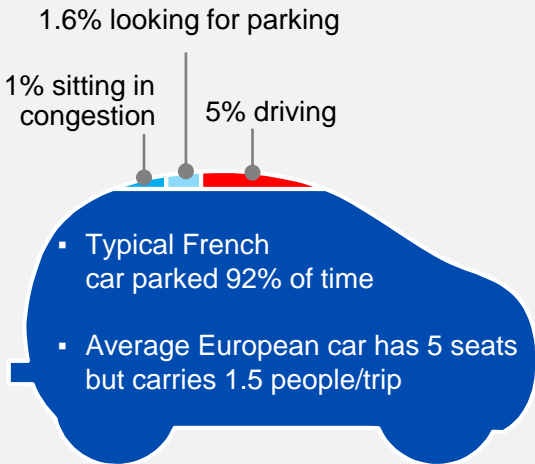 1.6% looking for parking
1% sitting in
congestion
5% driving
▪ Typical French
car parked 92% of time
▪ Average European car has 5 seats
but carries 1.5 people/trip